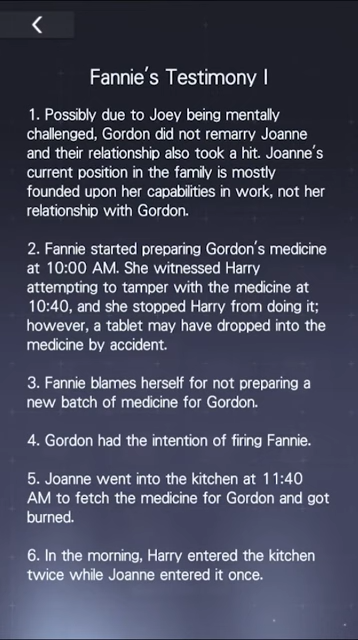 Fannie's Testimony I
1. Possibly due to Joey being mentally
challenged, Gordon did not remarry Joanne
and their relationship also took a hit. Joanne's
current position in the family is mostly
founded upon her capabilities in work, not her
relationship with Gordon.
2. Fannie started preparing Gordon's medicine
at 10:00 AM. She witnessed Harry
attempting to tamper with the medicine at
10:40, and she stopped Harry from doing it;
however, a tablet may have dropped into the
medicine by accident.
3. Fannie blames herself for not preparing a
new batch of medicine for Gordon.
4. Gordon had the intention of firing Fannie.
5. Joanne went into the kitchen at 11:40
AM to fetch the medicine for Gordon and got
burned.
6. In the morning, Harry entered the kitchen
twice while Joanne entered it once.